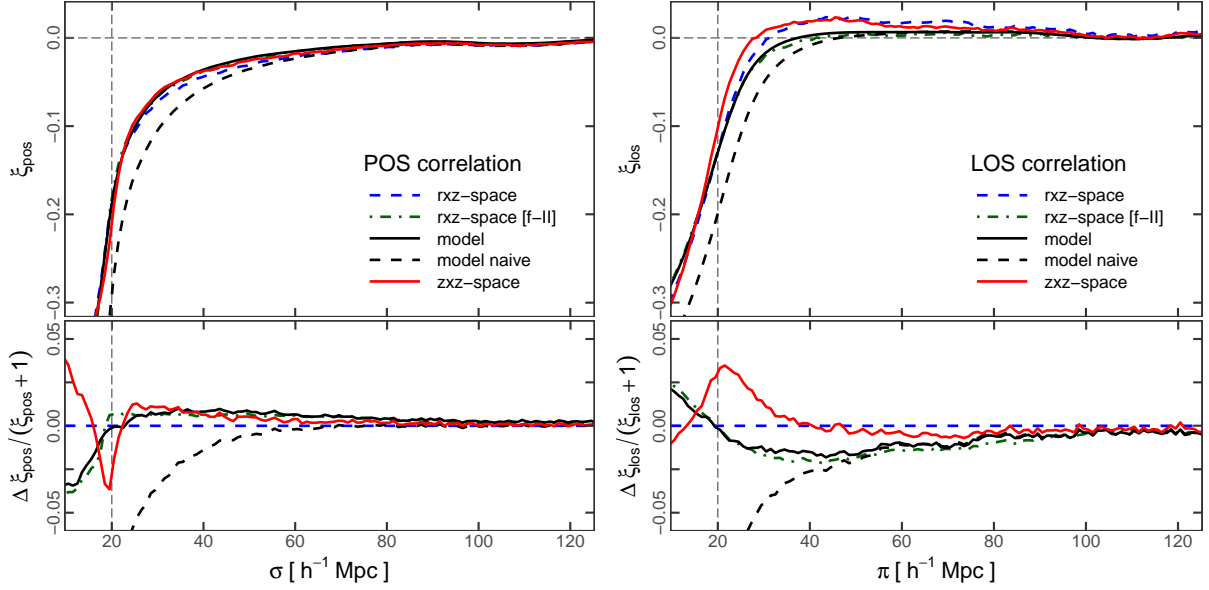 0.0
−0.1
−0.2
−0.3
ξpos
POS correlation
rxz−space
rxz−space [f−II]
model
model naive
zxz−space
0.05
0.00
−0.05
Δ ξpos/(ξpos + 1)
20 40 60 80 100 120
σ [ h⁻¹ Mpc ]
0.0
−0.1
−0.2
−0.3
ξlos
LOS correlation
rxz−space
rxz−space [f−II]
model
model naive
zxz−space
0.05
0.00
−0.05
Δ ξlos/(ξlos + 1)
20 40 60 80 100 120
π [ h⁻¹ Mpc ]